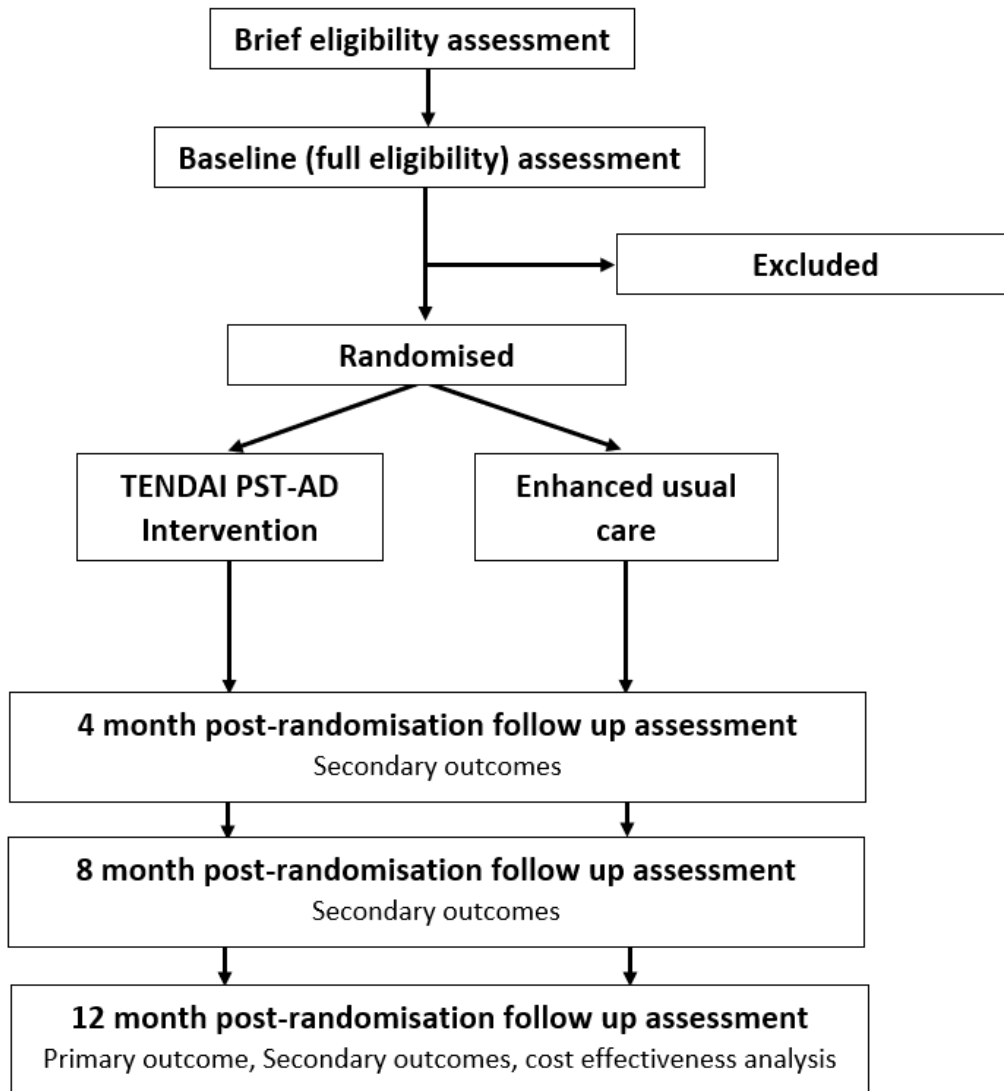 Brief eligibility assessment
Baseline (full eligibility) assessment
Excluded
Randomised
TENDAI PST-AD
Intervention
Enhanced usual
care
4 month post-randomisation follow up assessment
Secondary outcomes
8 month post-randomisation follow up assessment
Secondary outcomes
12 month post-randomisation follow up assessment
Primary outcome, Secondary outcomes, cost effectiveness analysis